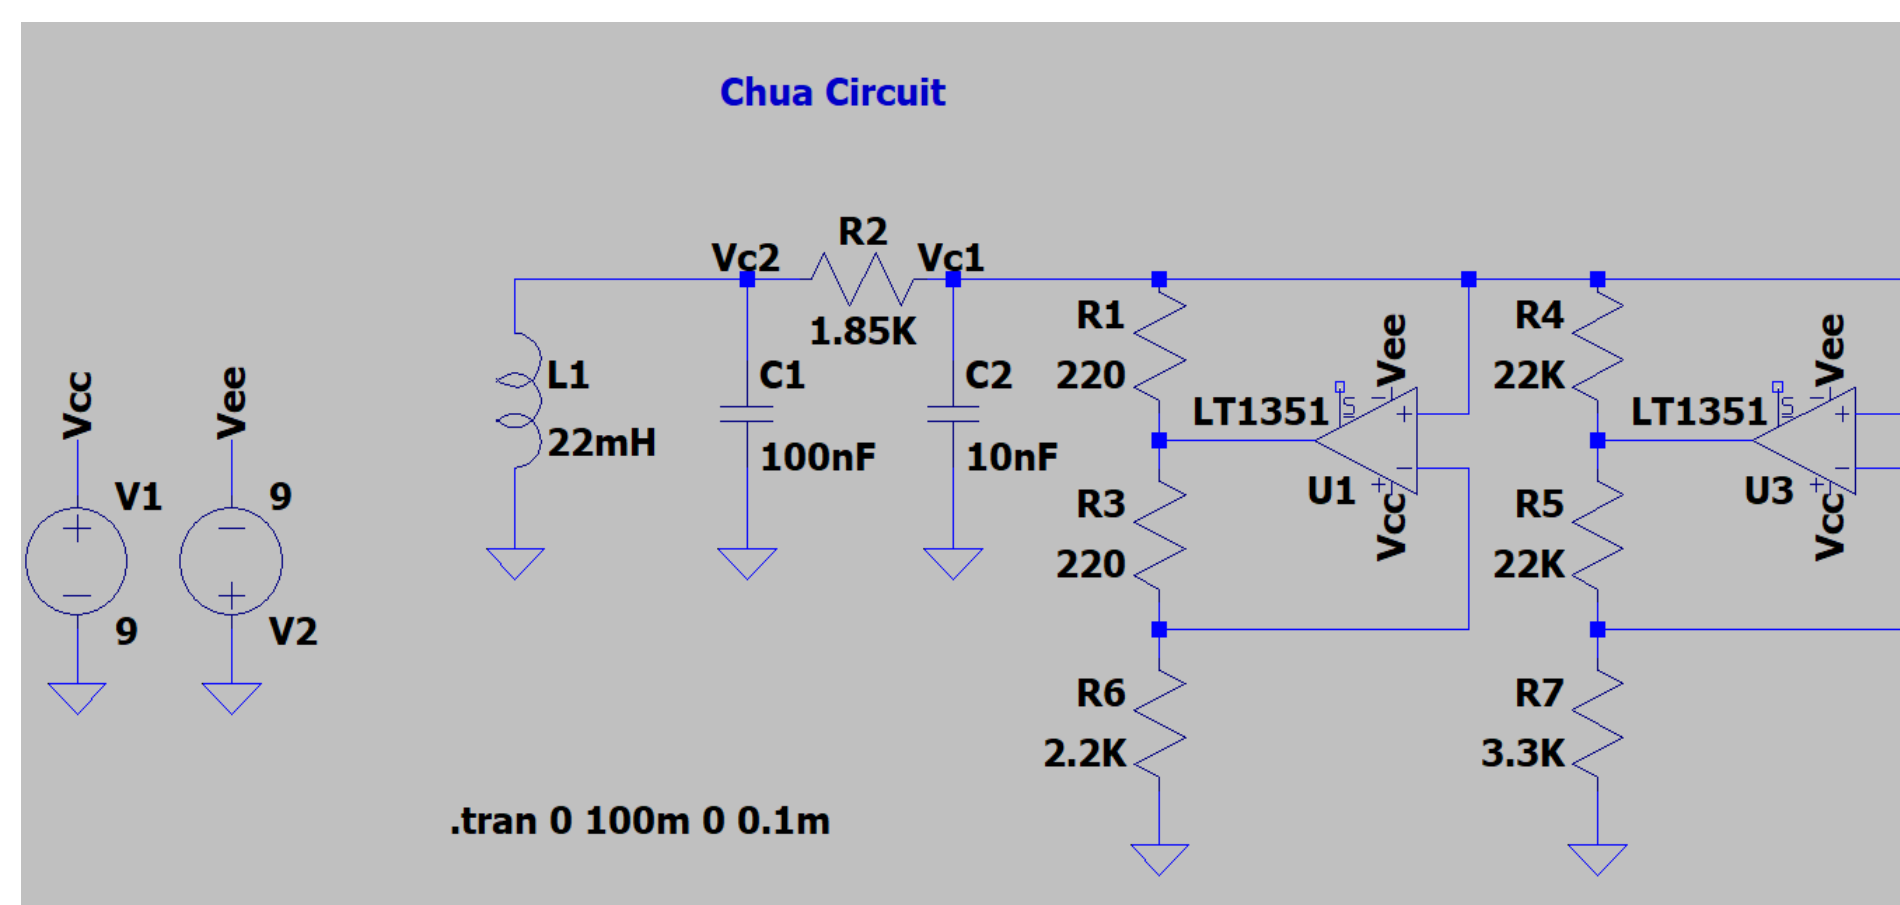 Chua Circuit
Vcc
V1
9
Vee
9
V2
L1
22mH
Vc2
R2
1.85K
Vc1
C1
100nF
C2
10nF
R1
220
LT1351
Vee
U1
Vcc
R3
220
R6
2.2K
R4
22K
LT1351
Vee
U3
Vcc
R5
22K
R7
3.3K
.tran 0 100m 0 0.1m